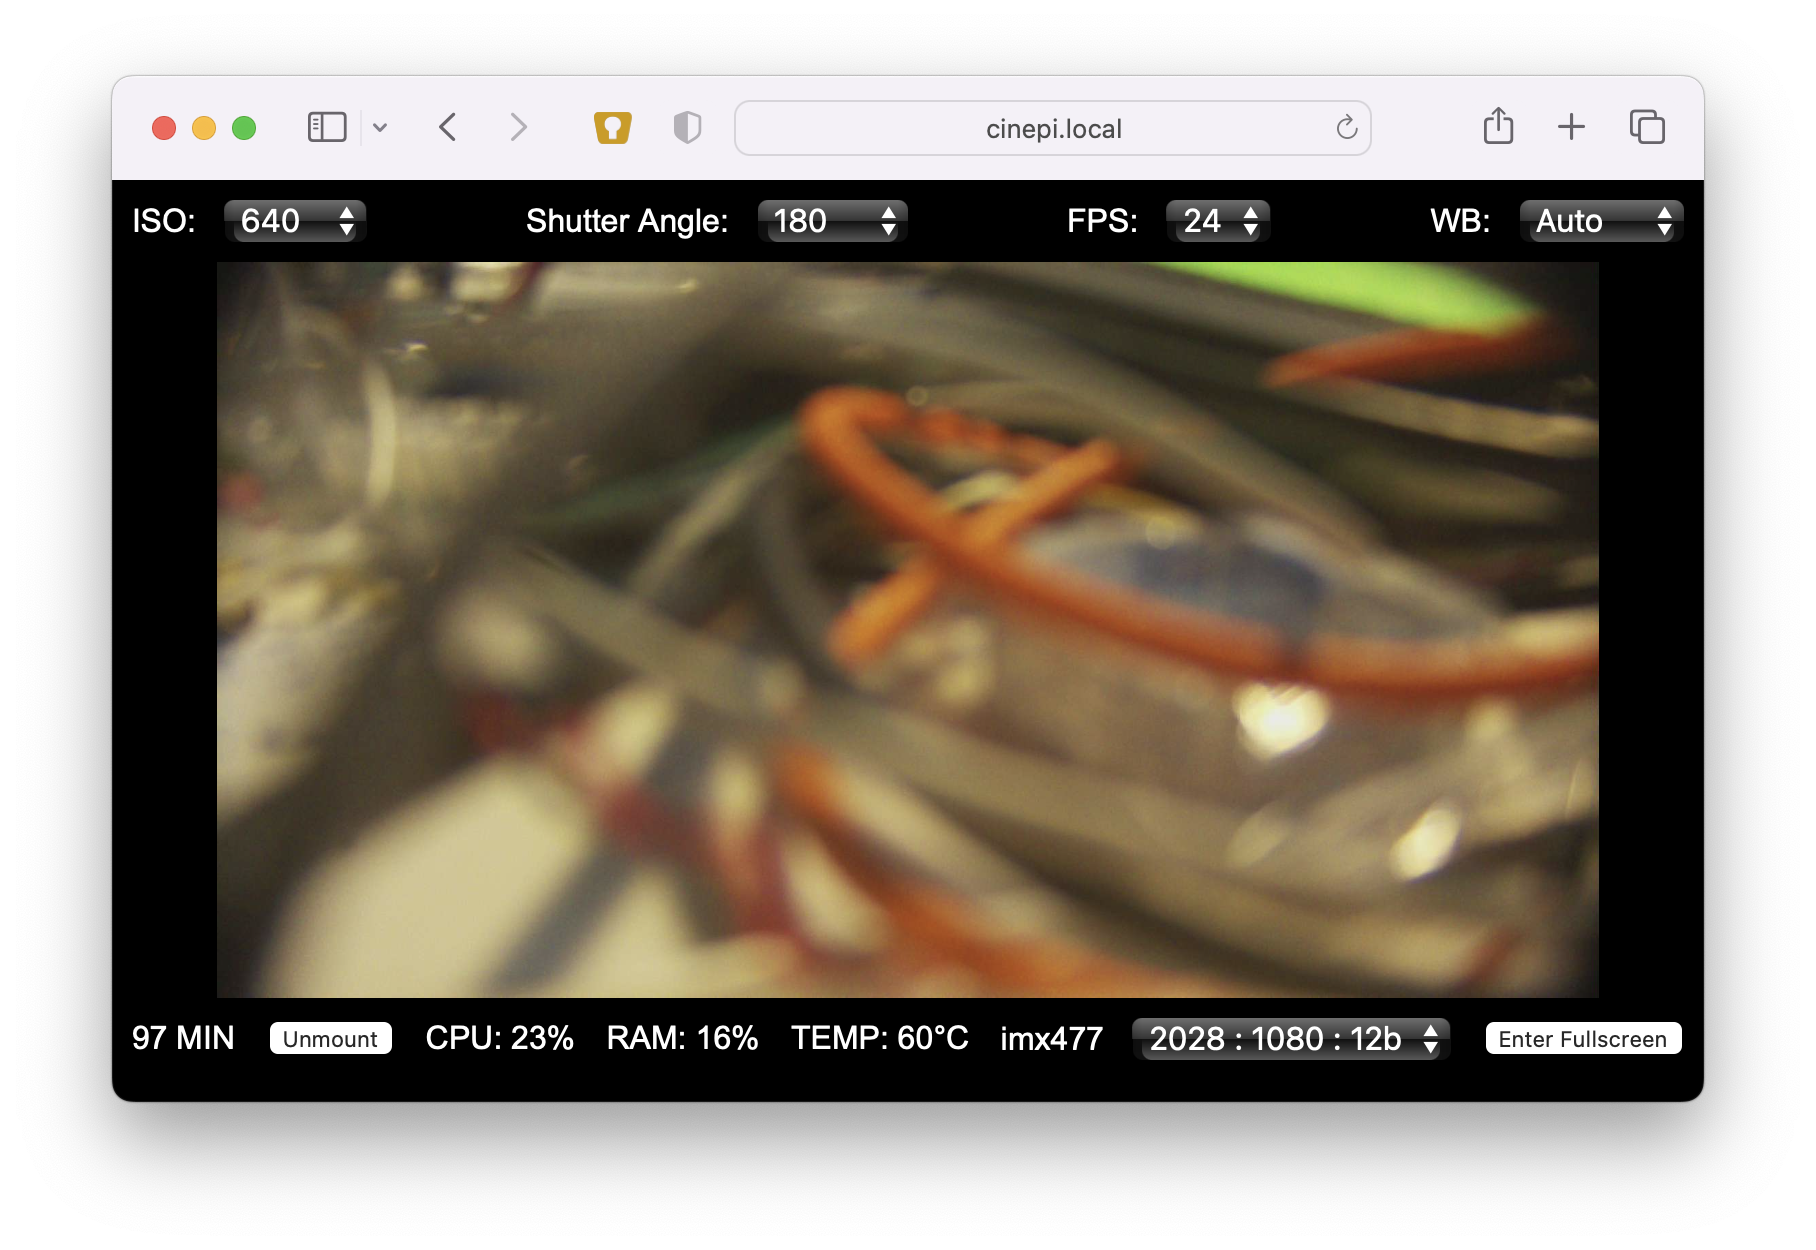 cinepi.local
ISO: 640 Shutter Angle: 180 FPS: 24 WB: Auto
97 MIN Unmount CPU: 23% RAM: 16% TEMP: 60°C imx477 2028 : 1080 : 12b Enter Fullscreen